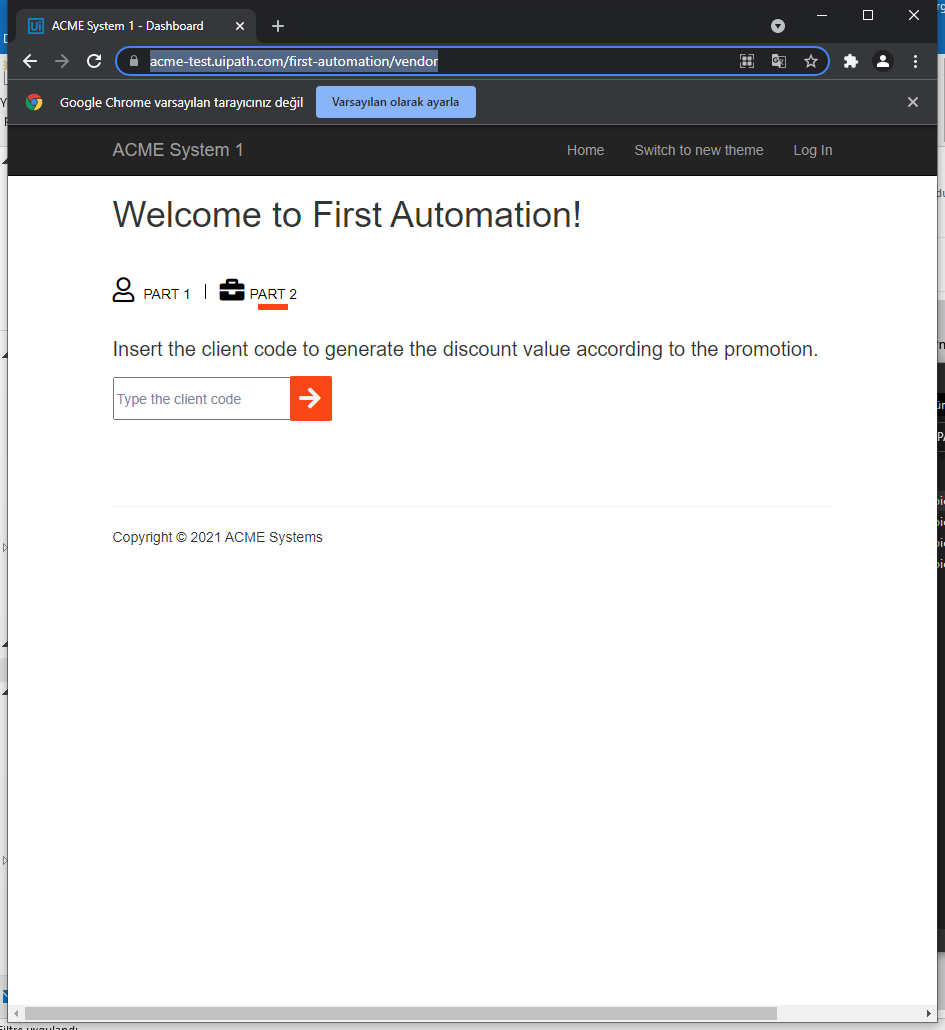 ACME System 1 - Dashboard
acme-test.uipath.com/first-automation/vendor
Google Chrome varsayılan tarayıcınız değil Varsayılan olarak ayarla
ACME System 1 Home Switch to new theme Log In
Welcome to First Automation!
PART 1 | PART 2
Insert the client code to generate the discount value according to the promotion.
Type the client code
Copyright © 2021 ACME Systems